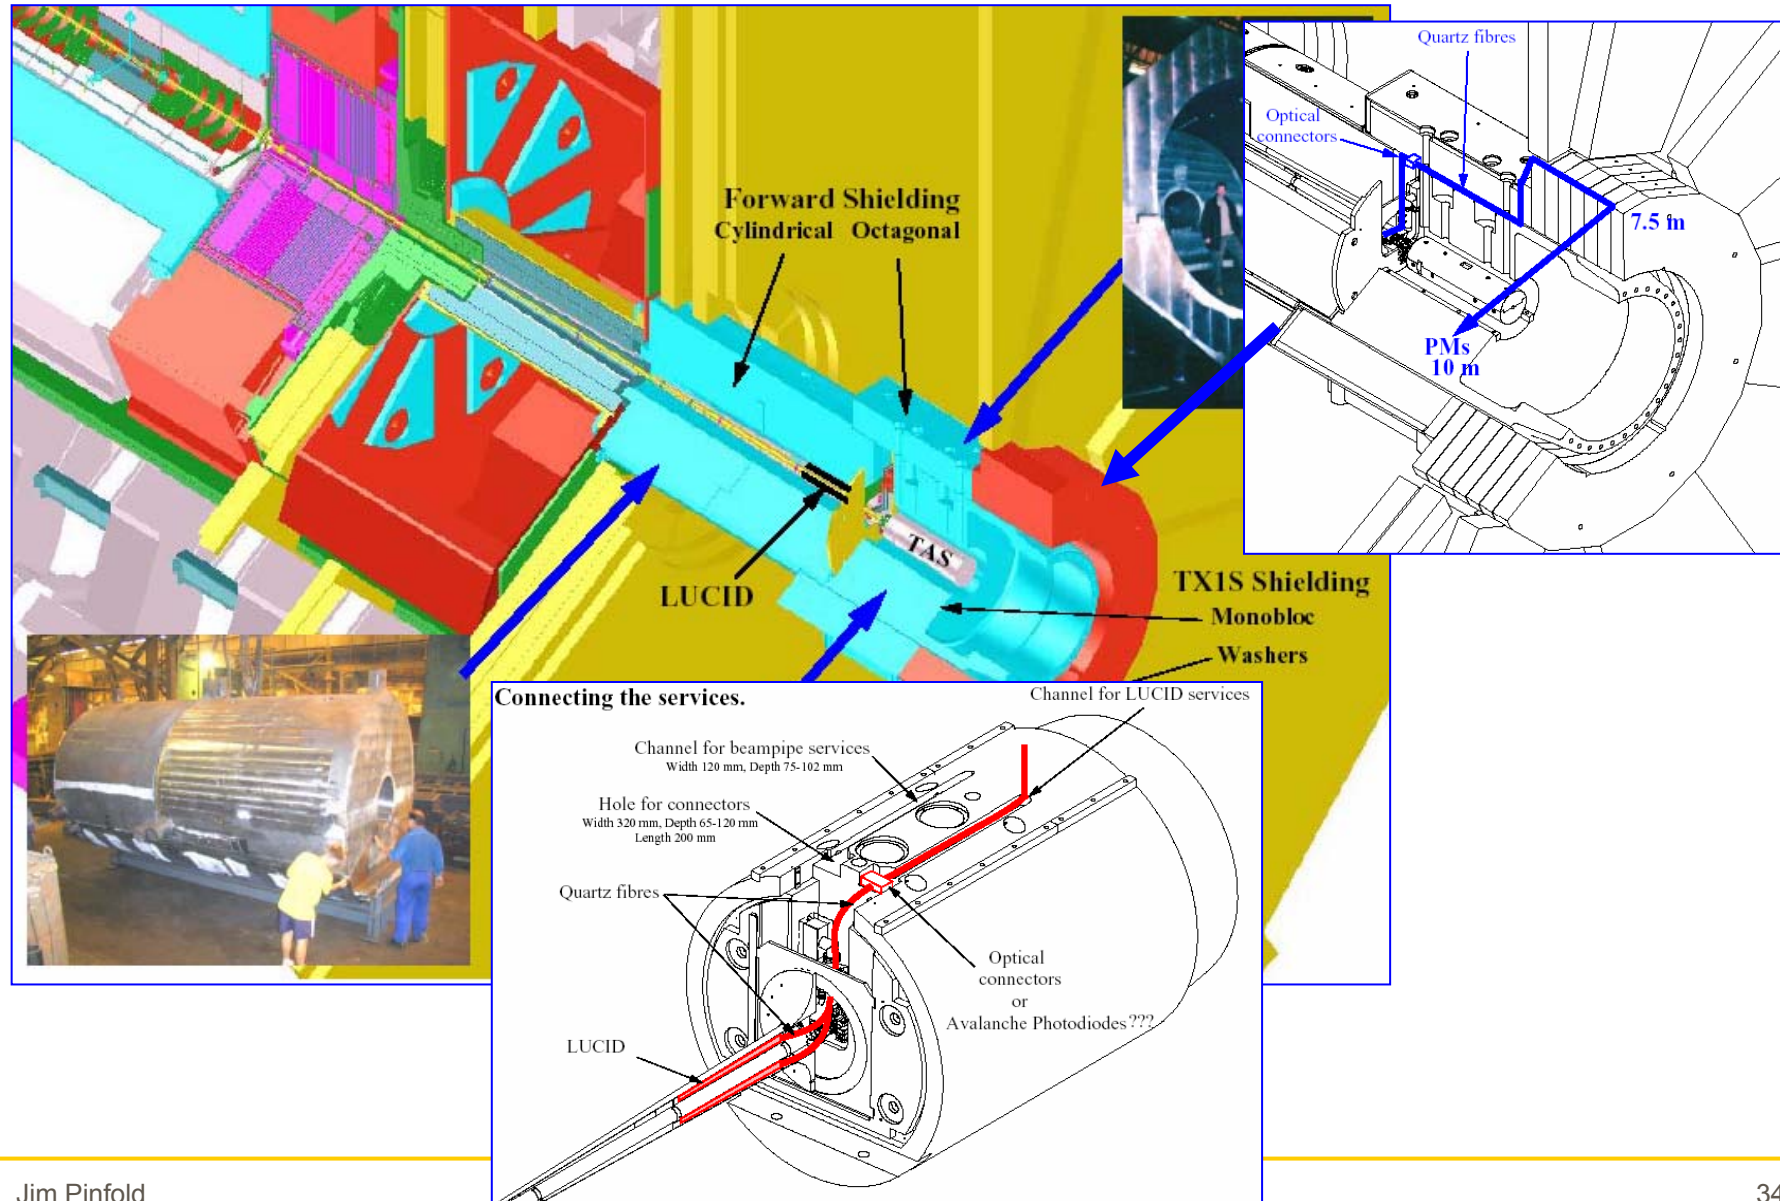 Quartz fibres
Optical
connectors
7.5 m
PMs
10 m
Forward Shielding
Cylindrical Octagonal
LUCID
TAS
TX1S Shielding
Monobloc
Washers
Connecting the services.
Channel for LUCID services
Channel for beampipe services
Width 120 mm, Depth 75-102 mm
Hole for connectors
Width 320 mm, Depth 65-120 mm
Length 200 mm
Quartz fibres
Optical
connectors
or
Avalanche Photodiodes???
LUCID
Jim Pinfold
34